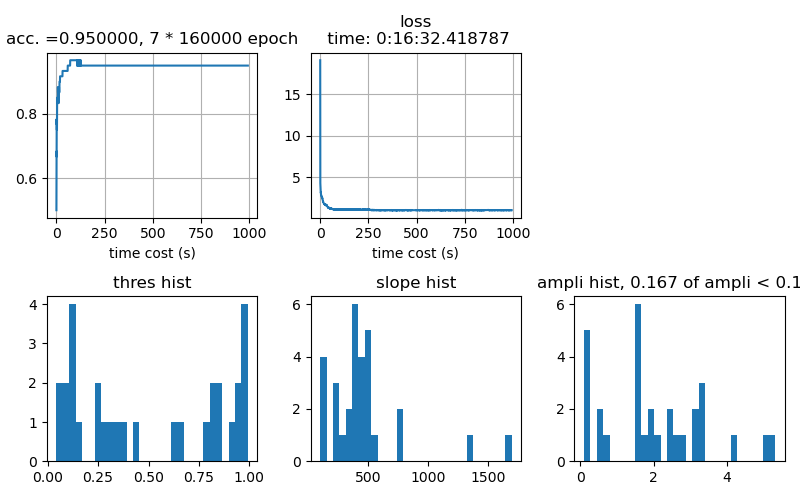 acc. =0.950000, 7 * 160000 epoch
0.8
0.6
0 250 500 750 1000
time cost (s)
loss
time: 0:16:32.418787
15
10
5
0 250 500 750 1000
time cost (s)
thres hist
4
3
2
1
0
0.00 0.25 0.50 0.75 1.00
slope hist
6
4
2
0
500 1000 1500
ampli hist, 0.167 of ampli < 0.1
6
4
2
0
0 2 4